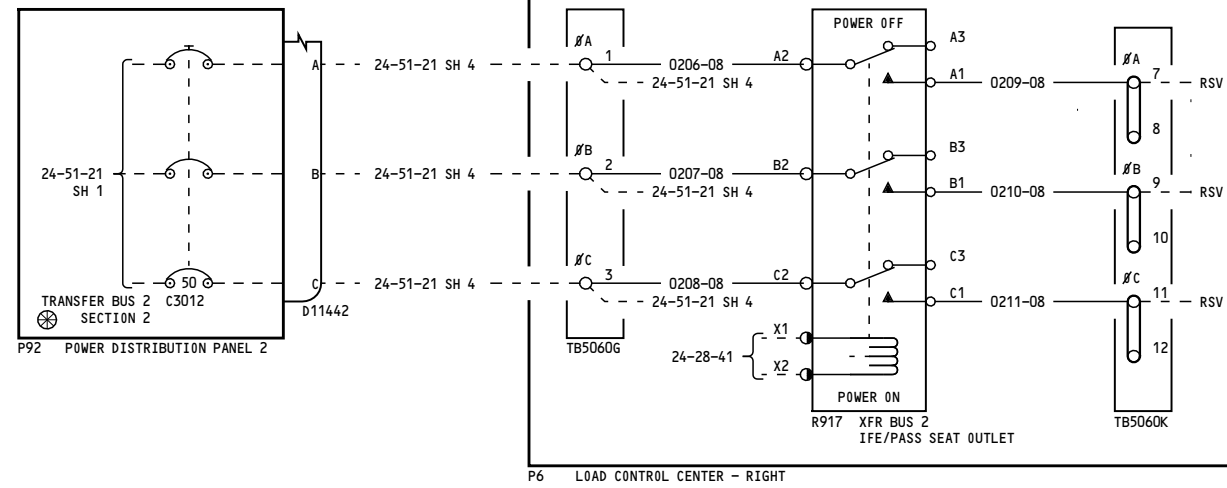 POWER OFF
ØA
1
A
24-51-21 SH 4
0206-08
24-51-21 SH 4
A2
A3
A1
0209-08
ØA
7
RSV
8
ØB
2
24-51-21
SH 1
B
24-51-21 SH 4
0207-08
24-51-21 SH 4
B2
B3
B1
0210-08
ØB
9
RSV
10
ØC
3
50
C
24-51-21 SH 4
0208-08
24-51-21 SH 4
C2
C3
C1
0211-08
ØC
11
RSV
12
TRANSFER BUS 2 C3012
SECTION 2
D11442
P92 POWER DISTRIBUTION PANEL 2
TB5060G
24-28-41
X1
X2
POWER ON
R917 XFR BUS 2
IFE/PASS SEAT OUTLET
TB5060K
P6 LOAD CONTROL CENTER - RIGHT